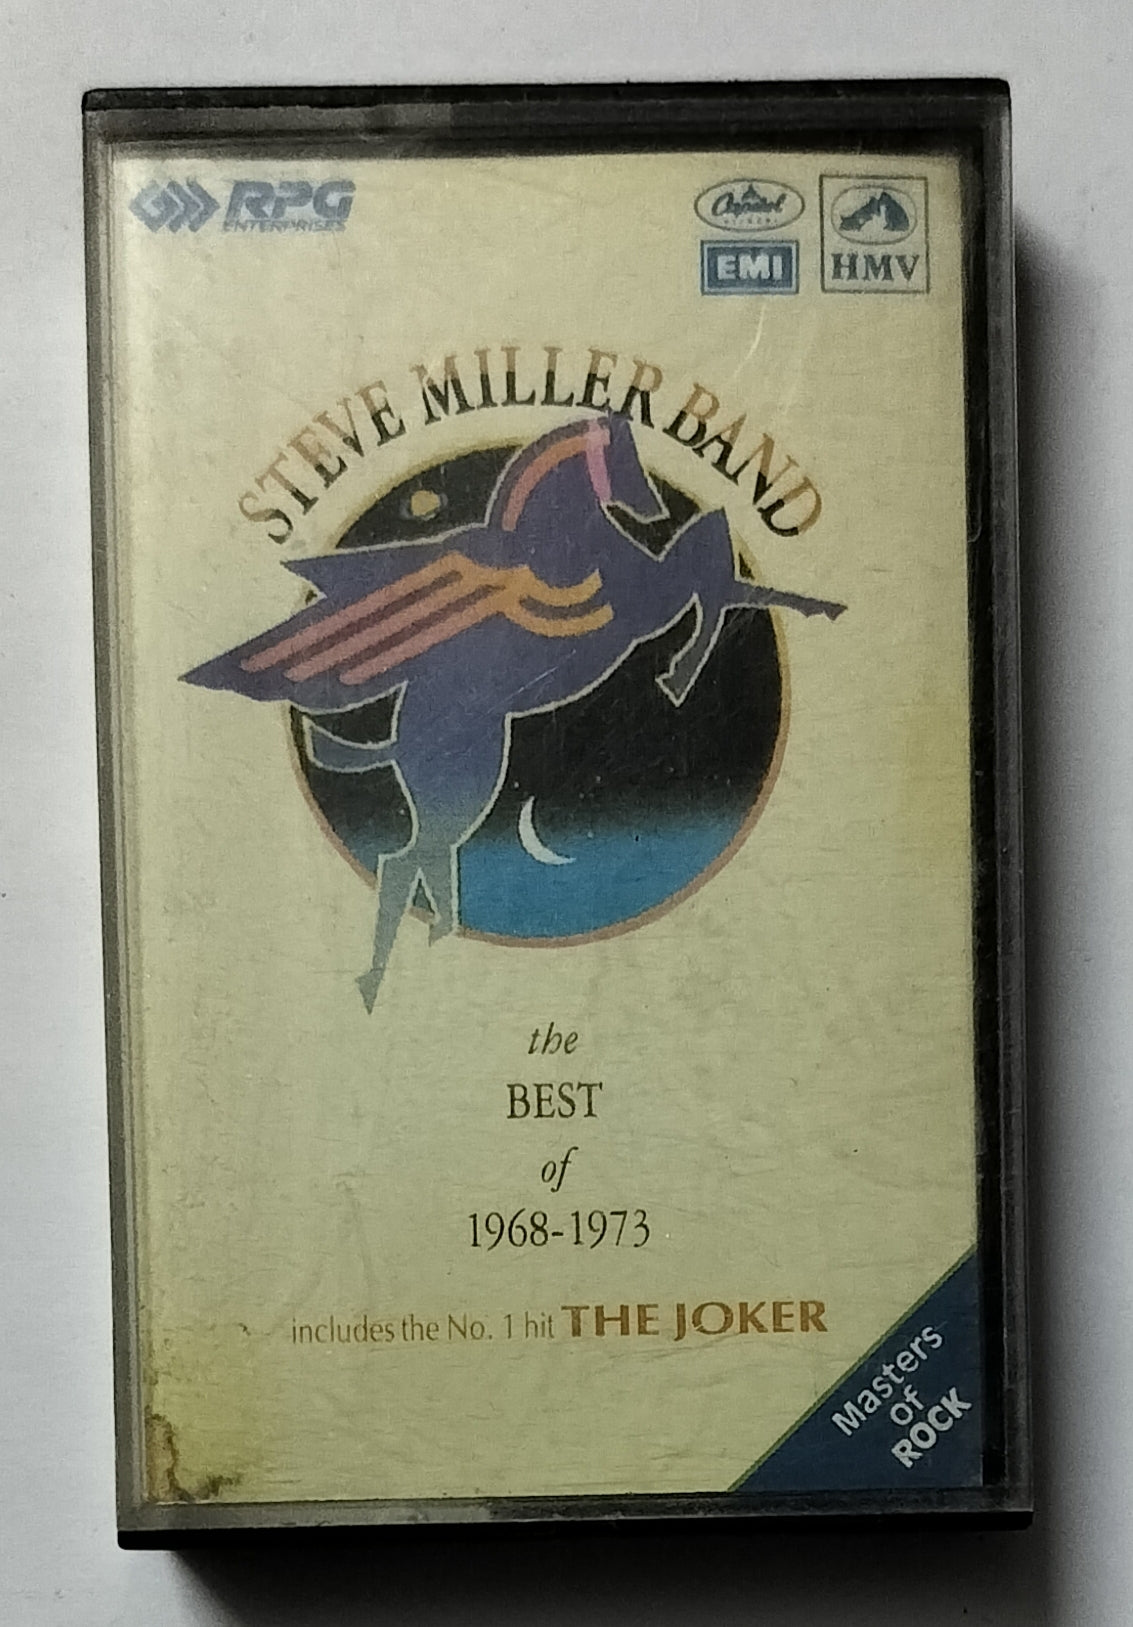 RPG
ENTERPRISES
Capitol
EMI
HMV
STEVE MILLER BAND
the
BEST
of
1968-1973
includes the No. 1 hit THE JOKER
Masters
of
ROCK